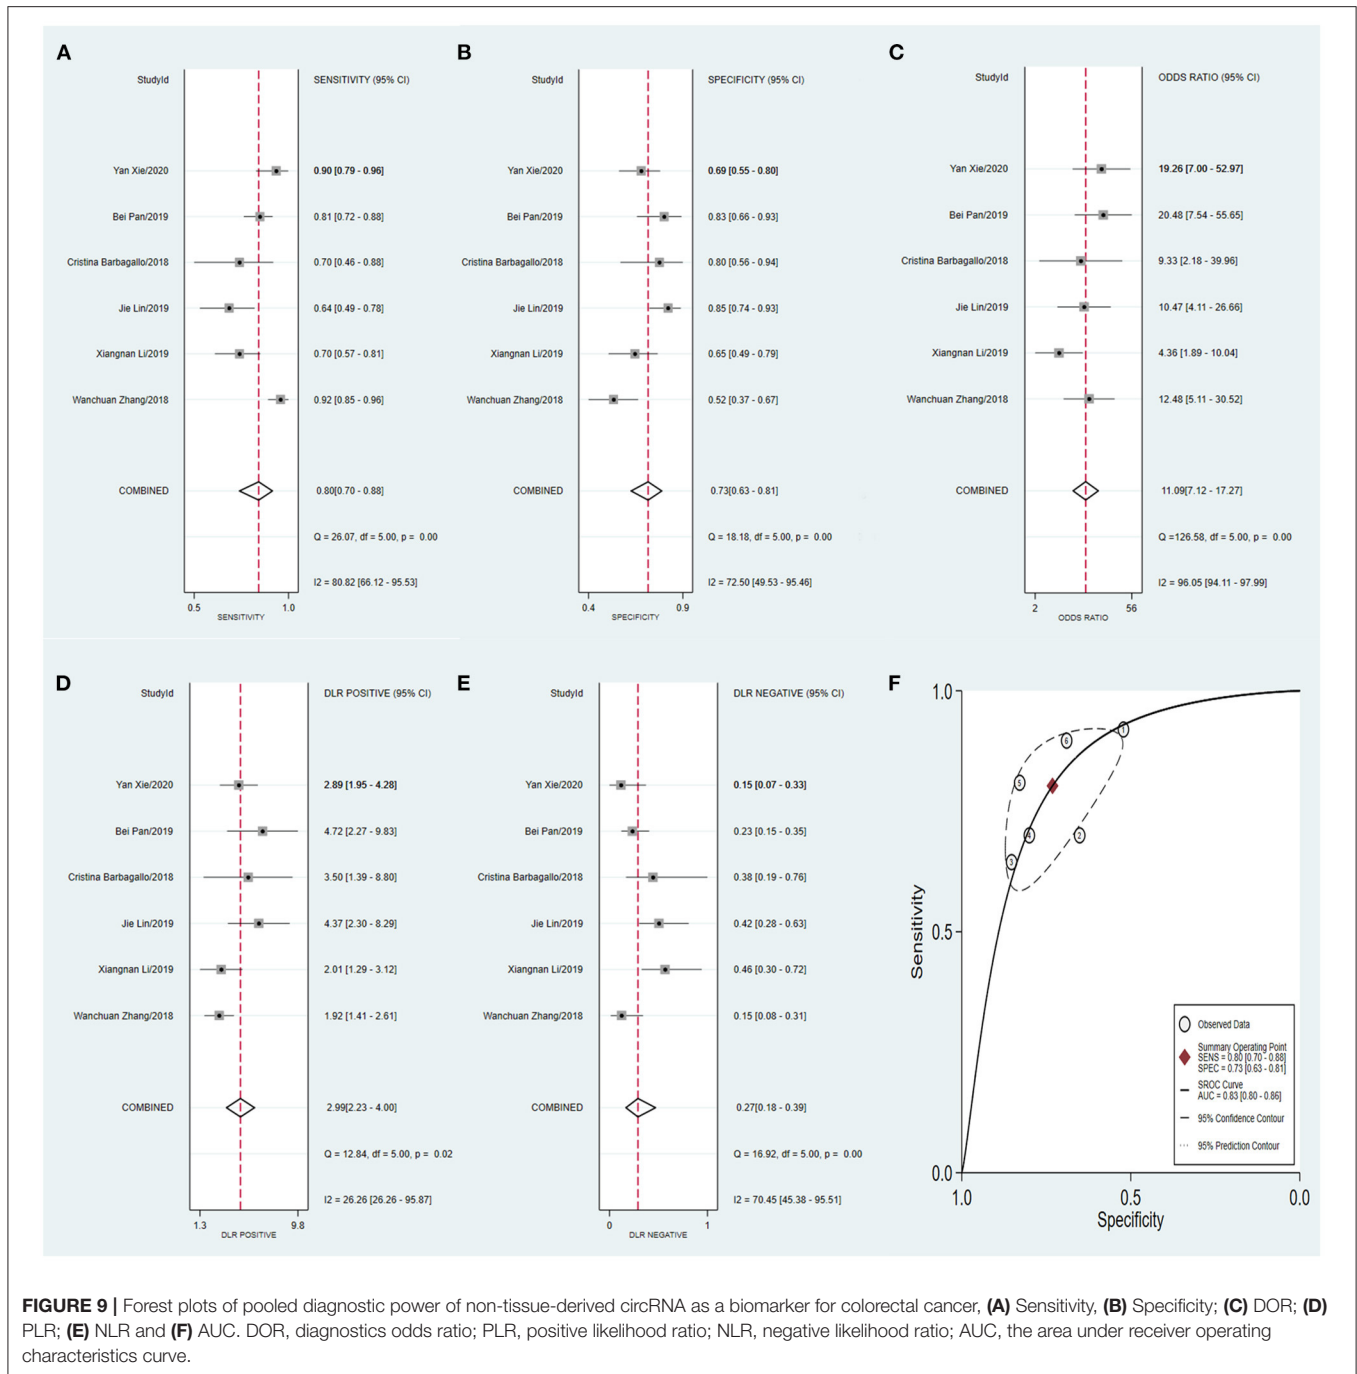 A
StudyId SENSITIVITY (95% CI)
Yan Xie/2020 0.90 [0.79 - 0.96]
Bei Pan/2019 0.81 [0.72 - 0.88]
Cristina Barbagallo/2018 0.70 [0.46 - 0.88]
Jie Lin/2019 0.64 [0.49 - 0.78]
Xiangnan Li/2019 0.70 [0.57 - 0.81]
Wanchuan Zhang/2018 0.92 [0.85 - 0.96]
COMBINED 0.80[0.70 - 0.88]
Q = 26.07, df = 5.00, p = 0.00
I2 = 80.82 [66.12 - 95.53]
0.5 1.0
SENSITIVITY
B
StudyId SPECIFICITY (95% CI)
Yan Xie/2020 0.69 [0.55 - 0.80]
Bei Pan/2019 0.83 [0.66 - 0.93]
Cristina Barbagallo/2018 0.80 [0.56 - 0.94]
Jie Lin/2019 0.85 [0.74 - 0.93]
Xiangnan Li/2019 0.65 [0.49 - 0.79]
Wanchuan Zhang/2018 0.52 [0.37 - 0.67]
COMBINED 0.73[0.63 - 0.81]
Q = 18.18, df = 5.00, p = 0.00
I2 = 72.50 [49.53 - 95.46]
0.4 0.9
SPECIFICITY
C
StudyId ODDS RATIO (95% CI)
Yan Xie/2020 19.26 [7.00 - 52.97]
Bei Pan/2019 20.48 [7.54 - 55.65]
Cristina Barbagallo/2018 9.33 [2.18 - 39.96]
Jie Lin/2019 10.47 [4.11 - 26.66]
Xiangnan Li/2019 4.36 [1.89 - 10.04]
Wanchuan Zhang/2018 12.48 [5.11 - 30.52]
COMBINED 11.09[7.12 - 17.27]
Q =126.58, df = 5.00, p = 0.00
I2 = 96.05 [94.11 - 97.99]
2 56
ODDS RATIO
D
StudyId DLR POSITIVE (95% CI)
Yan Xie/2020 2.89 [1.95 - 4.28]
Bei Pan/2019 4.72 [2.27 - 9.83]
Cristina Barbagallo/2018 3.50 [1.39 - 8.80]
Jie Lin/2019 4.37 [2.30 - 8.29]
Xiangnan Li/2019 2.01 [1.29 - 3.12]
Wanchuan Zhang/2018 1.92 [1.41 - 2.61]
COMBINED 2.99[2.23 - 4.00]
Q = 12.84, df = 5.00, p = 0.02
I2 = 26.26 [26.26 - 95.87]
1.3 9.8
DLR POSITIVE
E
StudyId DLR NEGATIVE (95% CI)
Yan Xie/2020 0.15 [0.07 - 0.33]
Bei Pan/2019 0.23 [0.15 - 0.35]
Cristina Barbagallo/2018 0.38 [0.19 - 0.76]
Jie Lin/2019 0.42 [0.28 - 0.63]
Xiangnan Li/2019 0.46 [0.30 - 0.72]
Wanchuan Zhang/2018 0.15 [0.08 - 0.31]
COMBINED 0.27[0.18 - 0.39]
Q = 16.92, df = 5.00, p = 0.00
I2 = 70.45 [45.38 - 95.51]
0 1
DLR NEGATIVE
F
1.0
0.5
0.0
Sensitivity
1
6
5
4
2
3
Observed Data
Summary Operating Point
SENS = 0.80 [0.70 - 0.88]
SPEC = 0.73 [0.63 - 0.81]
SROC Curve
AUC = 0.83 [0.80 - 0.86]
95% Confidence Contour
95% Prediction Contour
1.0 0.5 0.0
Specificity
FIGURE 9 | Forest plots of pooled diagnostic power of non-tissue-derived circRNA as a biomarker for colorectal cancer, (A) Sensitivity, (B) Specificity; (C) DOR; (D)
PLR; (E) NLR and (F) AUC. DOR, diagnostics odds ratio; PLR, positive likelihood ratio; NLR, negative likelihood ratio; AUC, the area under receiver operating
characteristics curve.